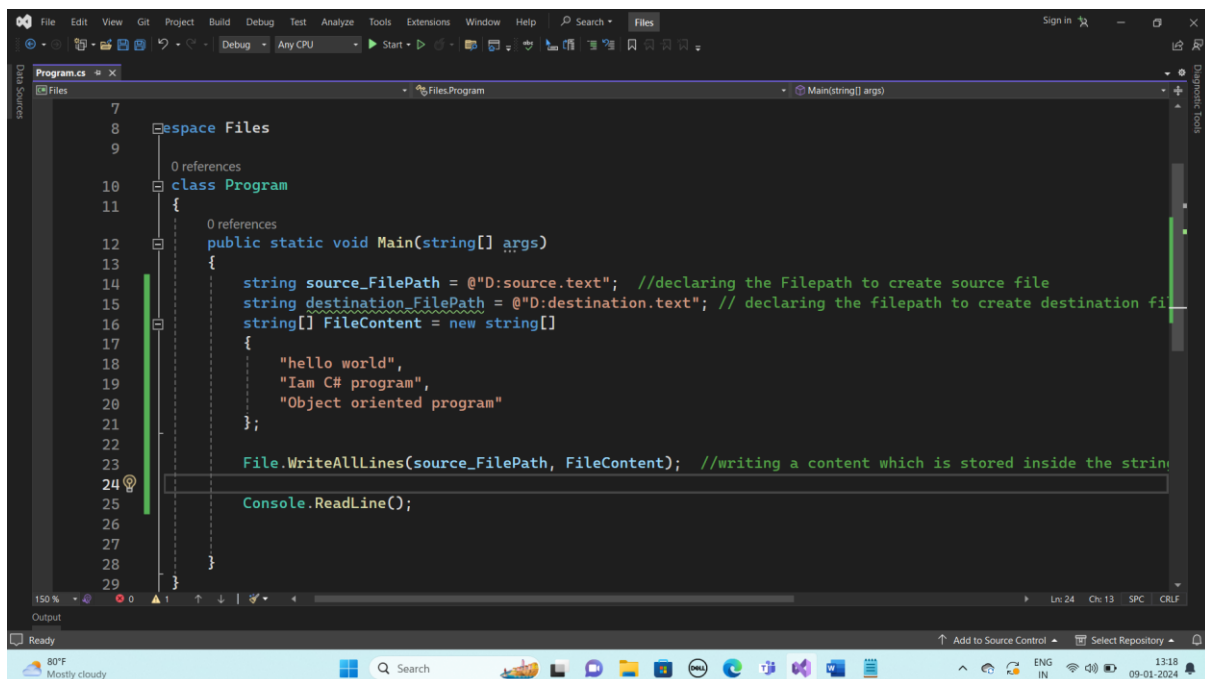 File Edit View Git Project Build Debug Test Analyze Tools Extensions Window Help Search Files Sign in
Debug Any CPU Start
Data Sources
Program.cs
Diagnostic Tools
C# Files Files.Program Main(string[] args)
7
8 espace Files
9
0 references
10 class Program
11 {
0 references
12 public static void Main(string[] args)
13 {
14 string source_FilePath = @"D:source.text"; //declaring the Filepath to create source file
15 string destination_FilePath = @"D:destination.text"; // declaring the filepath to create destination fil
16 string[] FileContent = new string[]
17 {
18 "hello world",
19 "Iam C# program",
20 "Object oriented program"
21 };
22
23 File.WriteAllLines(source_FilePath, FileContent); //writing a content which is stored inside the string
24
25 Console.ReadLine();
26
27
28 }
29 }
150 % 0 1 Ln: 24 Ch: 13 SPC CRLF
Output
Ready Add to Source Control Select Repository
80°F Search ENG 13:18
Mostly cloudy IN 09-01-2024